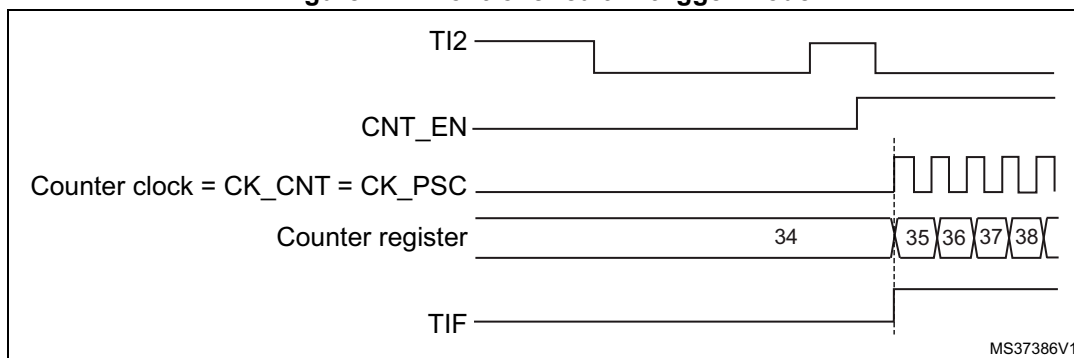 TI2
CNT_EN
Counter clock = CK_CNT = CK_PSC
Counter register
34 35 36 37 38
TIF
MS37386V1